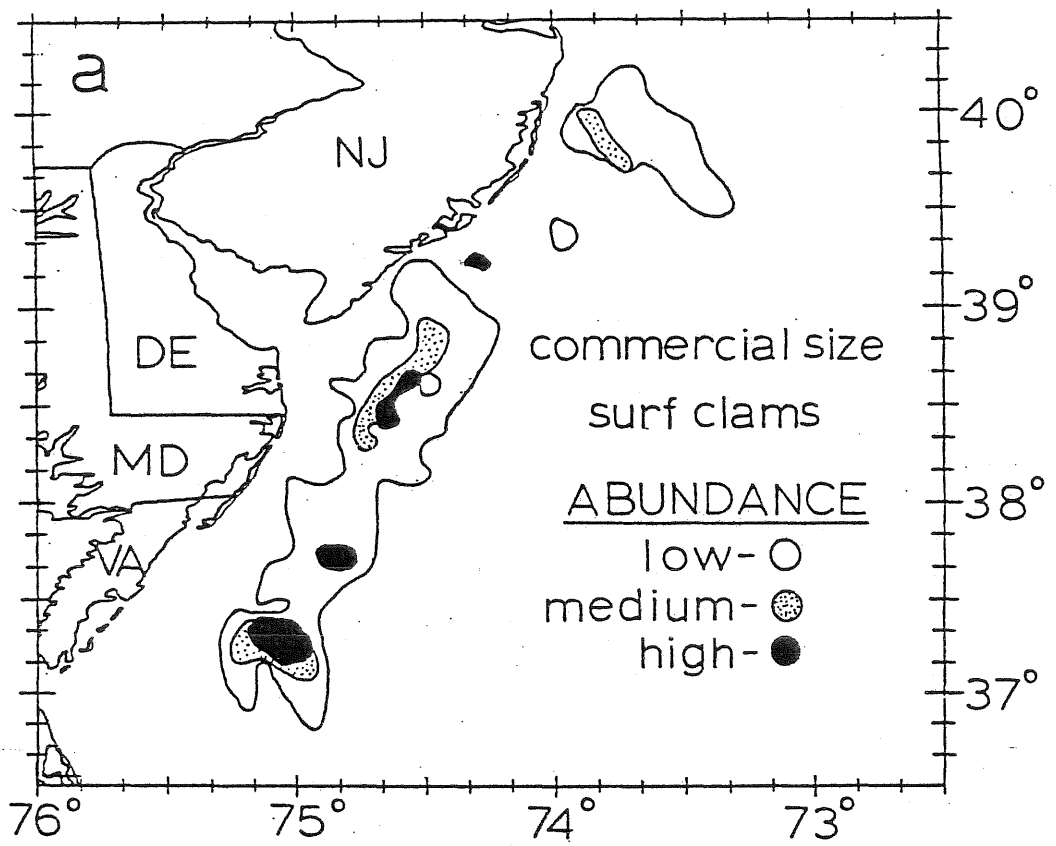 a
NJ
40°
39°
DE
commercial size
surf clams
MD
38°
ABUNDANCE
VA
low-
medium-
high-
37°
76°
75°
74°
73°